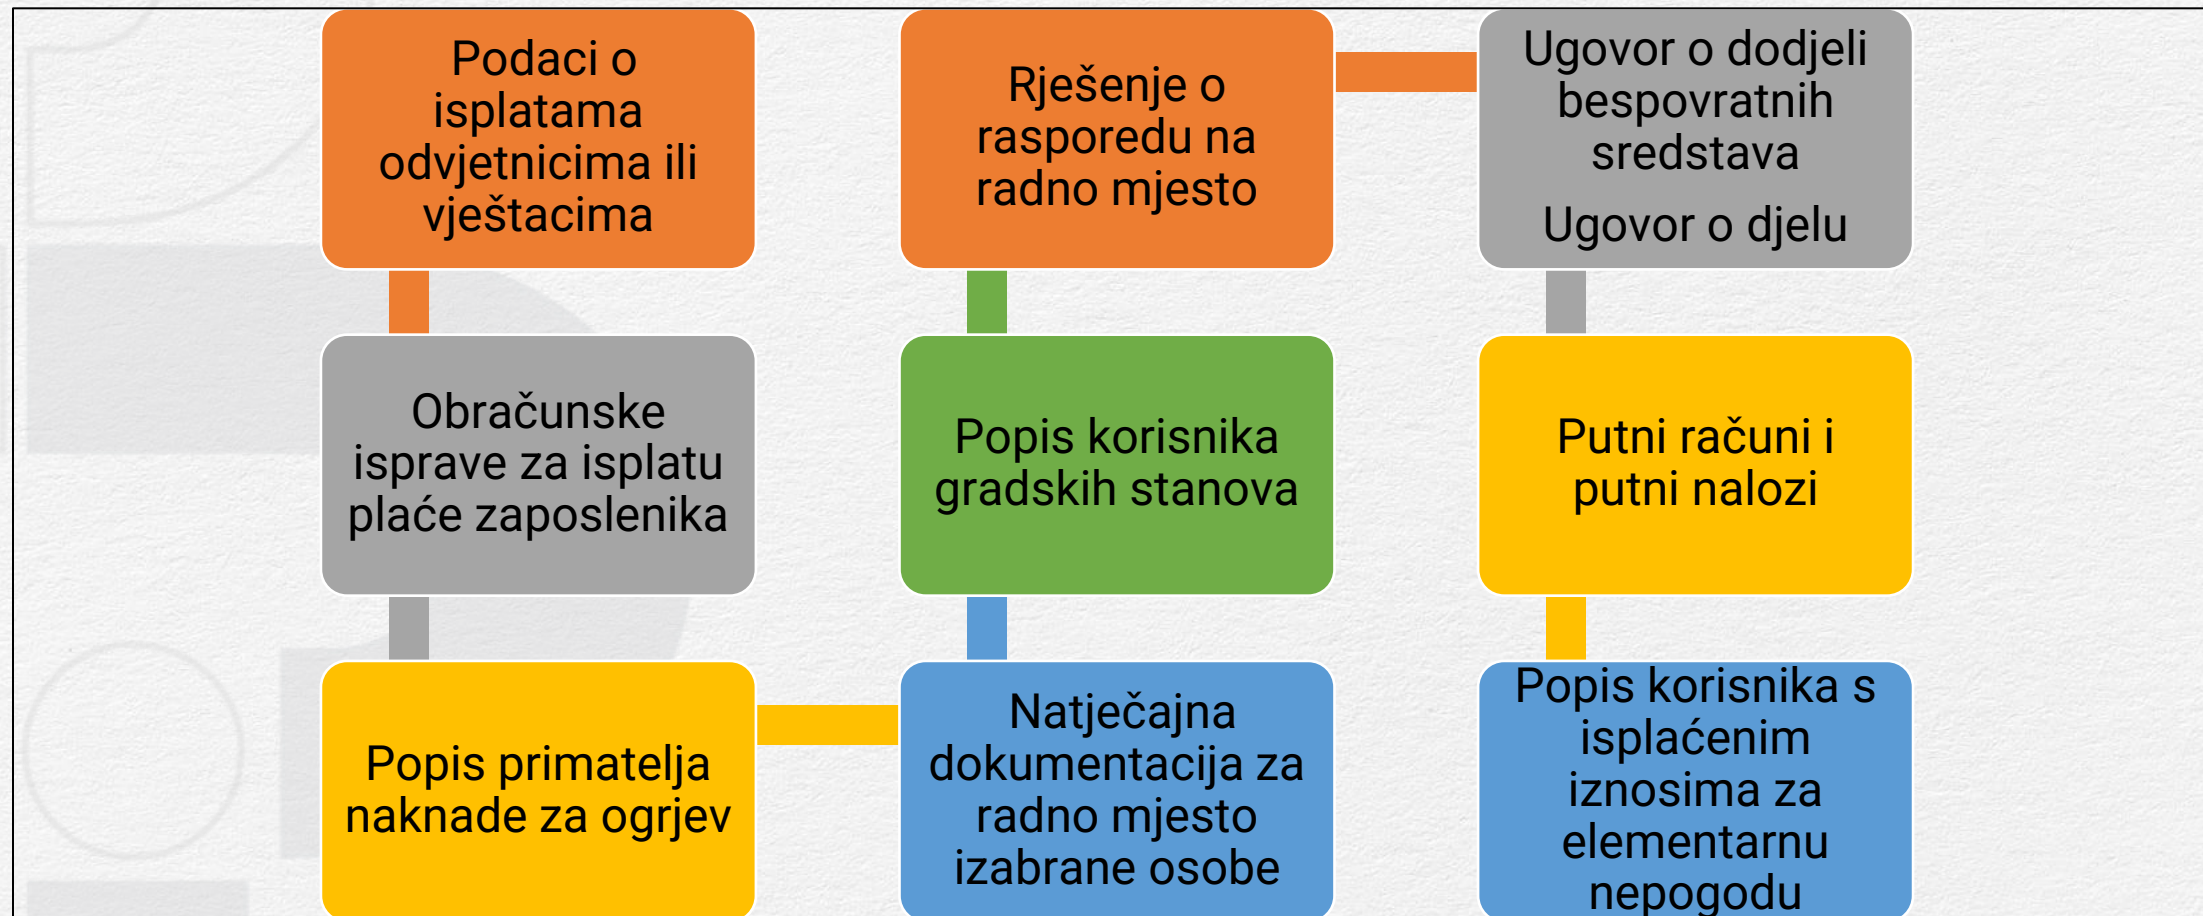 Podaci o
isplatama
odvjetnicima ili
vještacima
Obračunske
isprave za isplatu
plaće zaposlenika
Popis primatelja
naknade za ogrjev
Natječajna
dokumentacija za
radno mjesto
izabrane osobe
Popis korisnika
gradskih stanova
Rješenje o
rasporedu na
radno mjesto
Ugovor o dodjeli
bespovratnih
sredstava
Ugovor o djelu
Putni računi i
putni nalozi
Popis korisnika s
isplaćenim
iznosima za
elementarnu
nepogodu